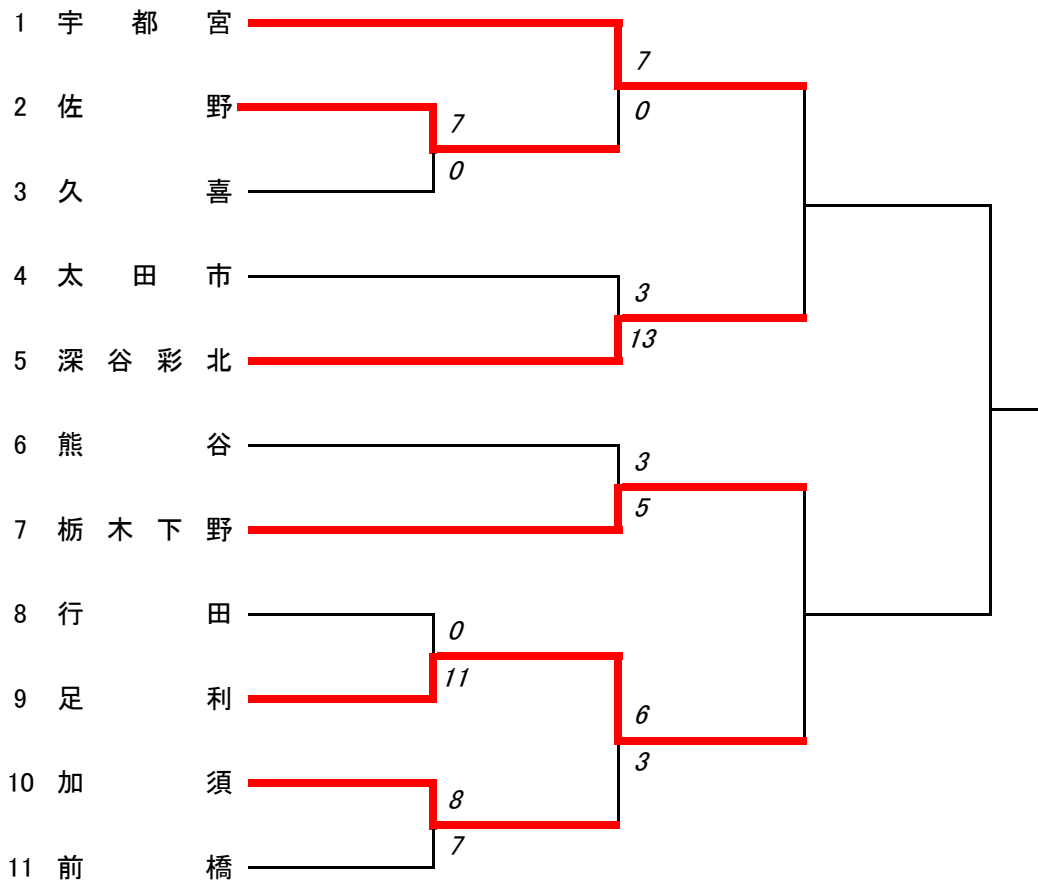 1 宇都宮
7
2 佐野
0
7
0
3 久喜
4 太田市
3
13
5 深谷彩北
6 熊谷
3
5
7 栃木下野
8 行田
0
11
9 足利
6
3
10 加須
8
7
11 前橋